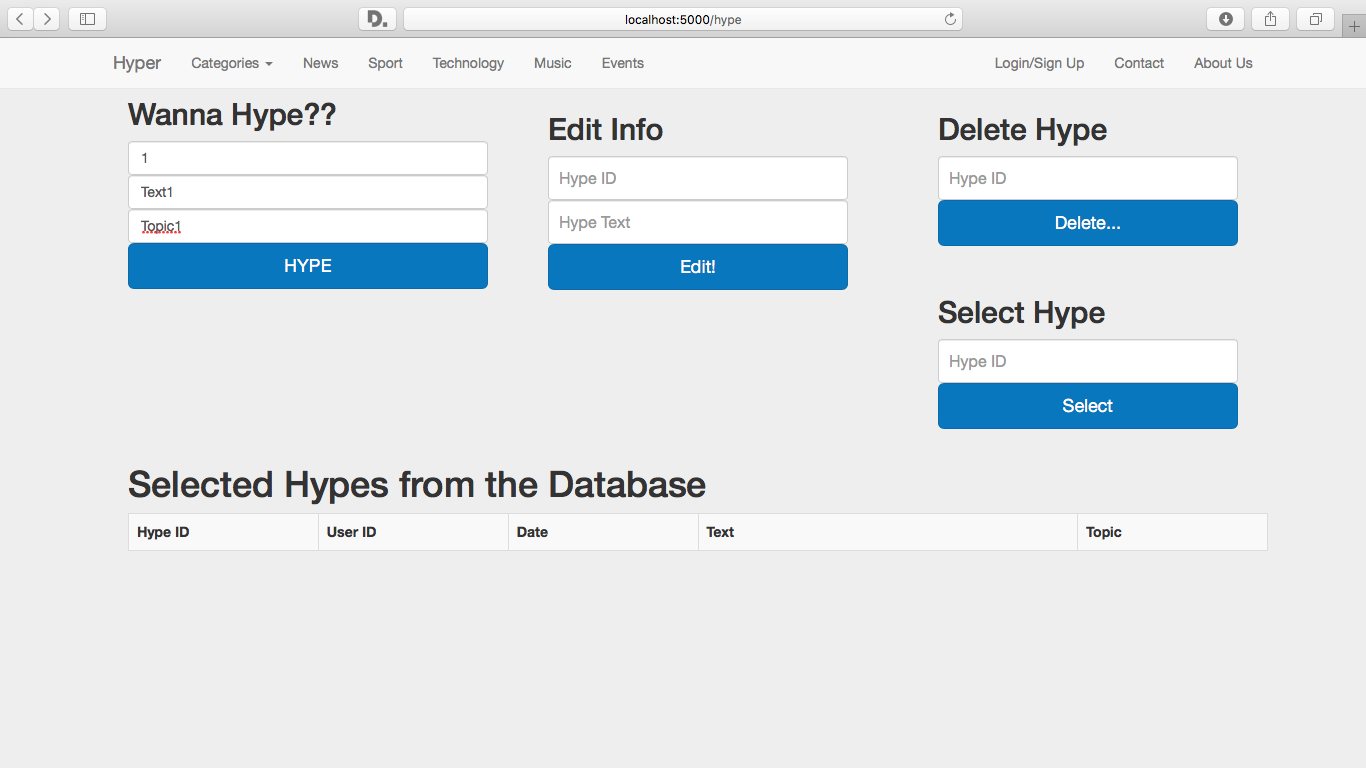 D.
localhost:5000/hype
Hyper Categories News Sport Technology Music Events Login/Sign Up Contact About Us
Wanna Hype??
1
Text1
Topic1
HYPE
Edit Info
Hype ID
Hype Text
Edit!
Delete Hype
Hype ID
Delete...
Select Hype
Hype ID
Select
Selected Hypes from the Database
Hype ID User ID Date Text Topic